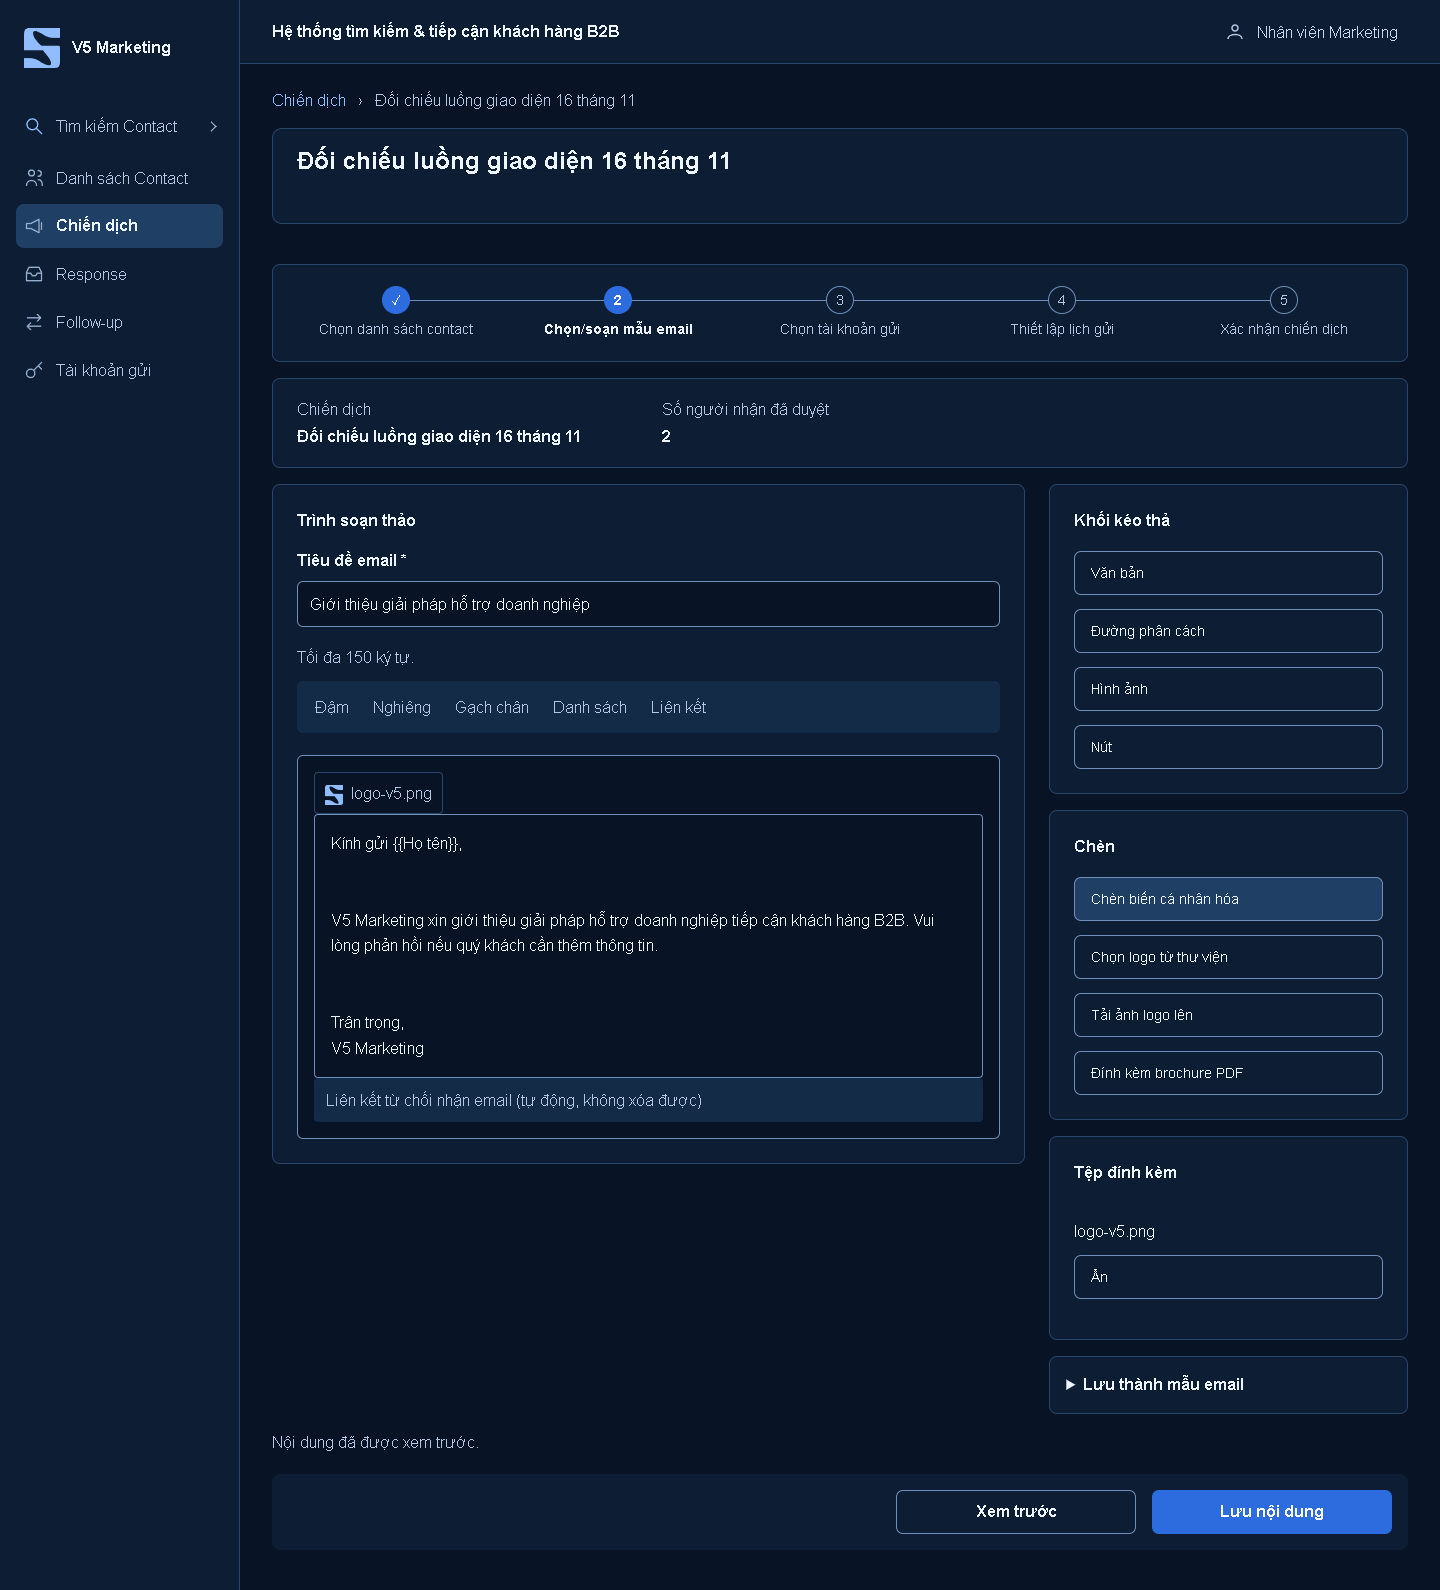 V5 Marketing
Tìm kiếm Contact
Danh sách Contact
Chiến dịch
Response
Follow-up
Tài khoản gửi
Hệ thống tìm kiếm & tiếp cận khách hàng B2B
Nhân viên Marketing
Chiến dịch › Đối chiếu luồng giao diện 16 tháng 11
Đối chiếu luồng giao diện 16 tháng 11
✓ 2 3 4 5
Chọn danh sách contact
Chọn/soạn mẫu email
Chọn tài khoản gửi
Thiết lập lịch gửi
Xác nhận chiến dịch
Chiến dịch
Đối chiếu luồng giao diện 16 tháng 11
Số người nhận đã duyệt
2
Trình soạn thảo
Tiêu đề email *
Giới thiệu giải pháp hỗ trợ doanh nghiệp
Tối đa 150 ký tự.
Đậm Nghiêng Gạch chân Danh sách Liên kết
logo-v5.png
Kính gửi {{Họ tên}},
V5 Marketing xin giới thiệu giải pháp hỗ trợ doanh nghiệp tiếp cận khách hàng B2B. Vui
lòng phản hồi nếu quý khách cần thêm thông tin.
Trân trọng,
V5 Marketing
Liên kết từ chối nhận email (tự động, không xóa được)
Khối kéo thả
Văn bản
Đường phân cách
Hình ảnh
Nút
Chèn
Chèn biến cá nhân hóa
Chọn logo từ thư viện
Tải ảnh logo lên
Đính kèm brochure PDF
Tệp đính kèm
logo-v5.png
Ẩn
▶ Lưu thành mẫu email
Nội dung đã được xem trước.
Xem trước
Lưu nội dung